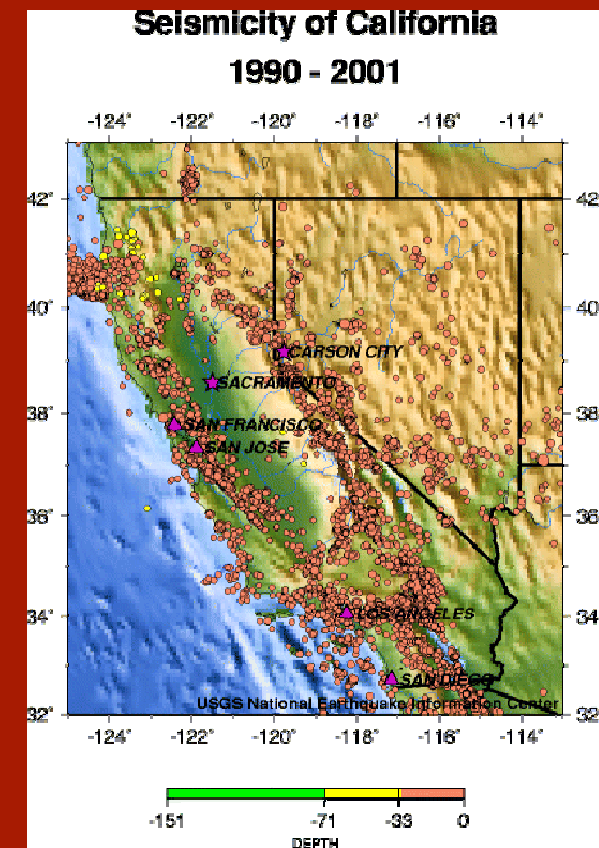 Seismicity of California
1990 - 2001
-124° -122° -120° -118° -116° -114°
42° 42°
40° 40°
CARSON CITY
SACRAMENTO
38° 38°
SAN FRANCISCO
SAN JOSE
36° 36°
34° LOS ANGELES 34°
SAN DIEGO
USGS National Earthquake Information Center
32° 32°
-124° -122° -120° -118° -116° -114°
-151 -71 -33 0
DEPTH